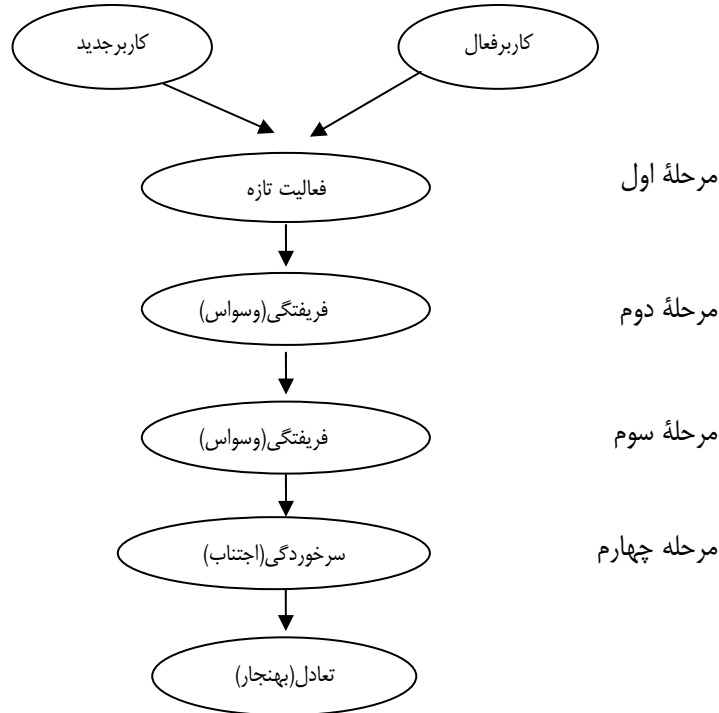 کاربرجدید
کاربرفعال
مرحلهٔ اول
فعالیت تازه
مرحلهٔ دوم
فریفتگی(وسواس)
مرحلهٔ سوم
فریفتگی(وسواس)
مرحله چهارم
سرخوردگی(اجتناب)
تعادل(بهنجار)